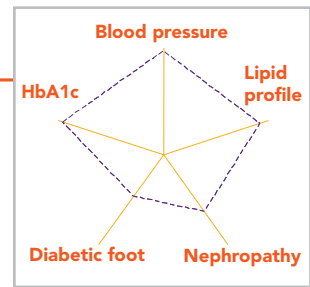 Blood pressure
Lipid
profile
HbA1c
Diabetic foot
Nephropathy